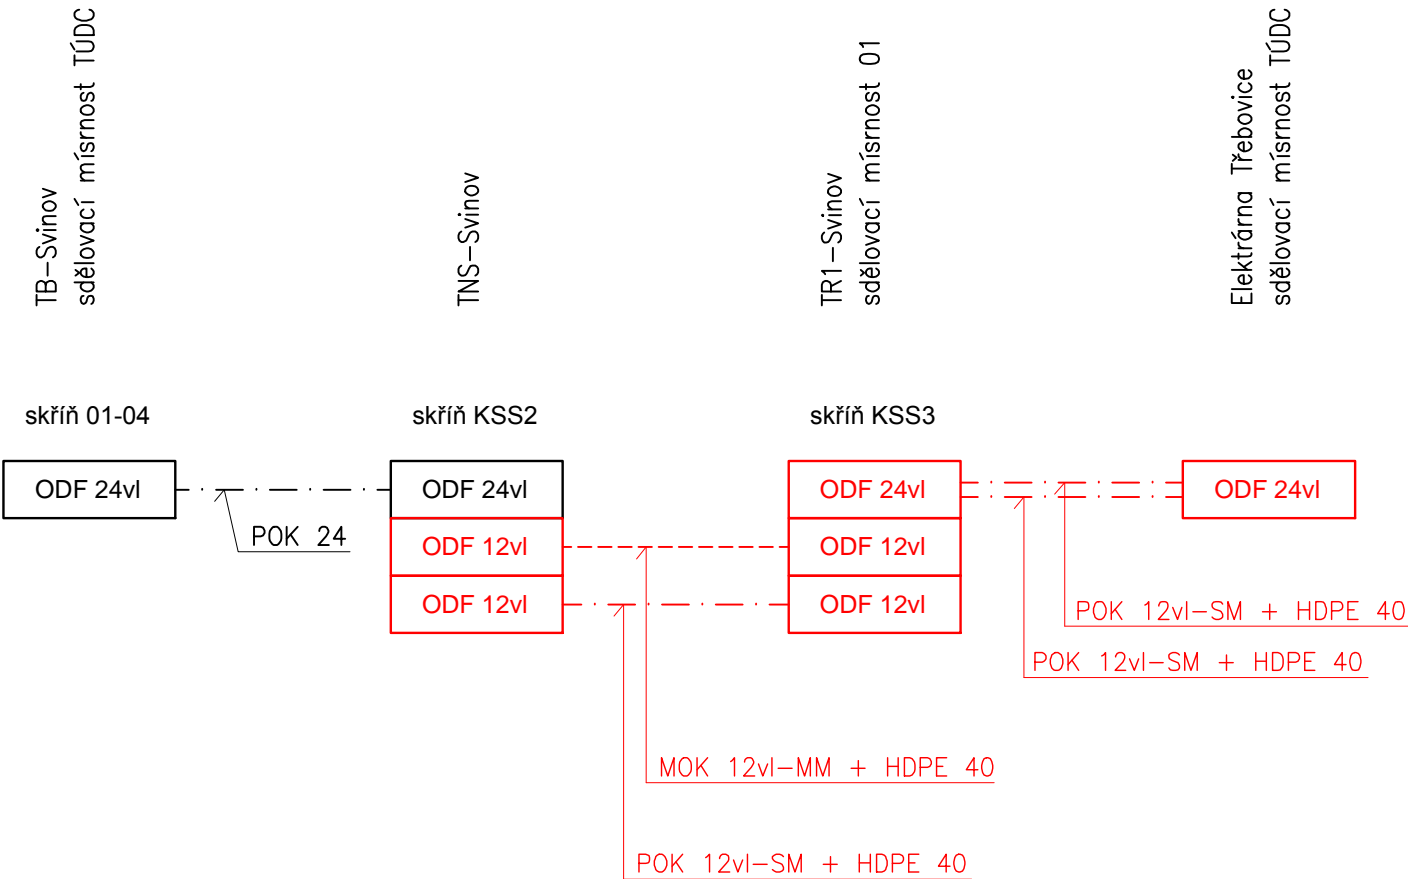 TB-Svinov
sdělovací mísrnost TÚDC
TNS-Svinov
TR1-Svinov
sdělovací mísrnost 01
Elektrárna Třebovice
sdělovací mísrnost TÚDC
skříň 01-04
skříň KSS2
skříň KSS3
ODF 24vl
ODF 24vl
ODF 24vl
ODF 24vl
POK 24
ODF 12vl
ODF 12vl
ODF 12vl
ODF 12vl
POK 12vl-SM + HDPE 40
POK 12vl-SM + HDPE 40
MOK 12vl-MM + HDPE 40
POK 12vl-SM + HDPE 40